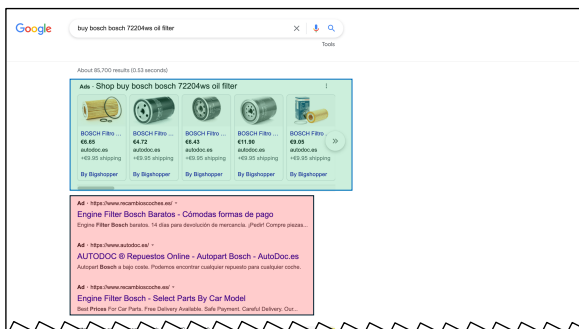 Google
buy bosch bosch 72204ws oil filter
Tools
About 85,700 results (0.53 seconds)
Ads · Shop buy bosch bosch 72204ws oil filter
BOSCH Filtro ... BOSCH Filtro ... BOSCH Filtro ... BOSCH Filtro ... BOSCH Filtro ...
€6.65 €4.72 €6.43 €11.90 €9.05
autodoc.es autodoc.es autodoc.es autodoc.es autodoc.es
+€9.95 shipping +€9.95 shipping +€9.95 shipping +€9.95 shipping +€9.95 shipping
By Bigshopper By Bigshopper By Bigshopper By Bigshopper By Bigshopper
Ad · https://www.recambioscoches.es/
Engine Filter Bosch Baratos - Cómodas formas de pago
Engine Filter Bosch baratos. 14 días para devolución de mercancía. ¡Pedir! Compre piezas...
Ad · https://www.autodoc.es/
AUTODOC ® Repuestos Online - Autopart Bosch - AutoDoc.es
Autopert Bosch a bajo coste. Podemos encontrar cualquier repuesto para cualquier coche.
Ad · https://www.recambioscoche.es/
Engine Filter Bosch - Select Parts By Car Model
Best Prices For Car Parts. Free Delivery Available. Safe Payment. Careful Delivery. Our...